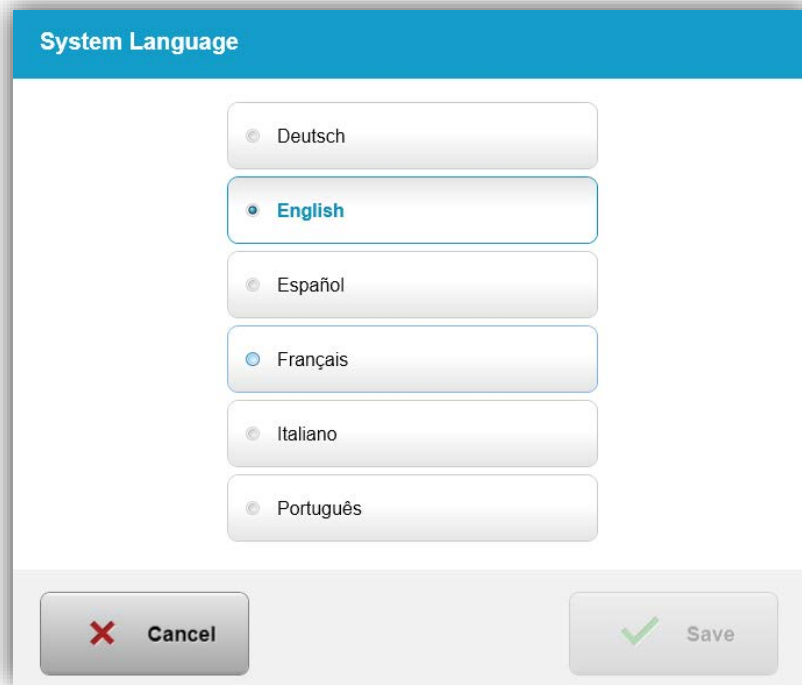 System Language
Deutsch
English
Español
Français
Italiano
Português
Cancel
Save